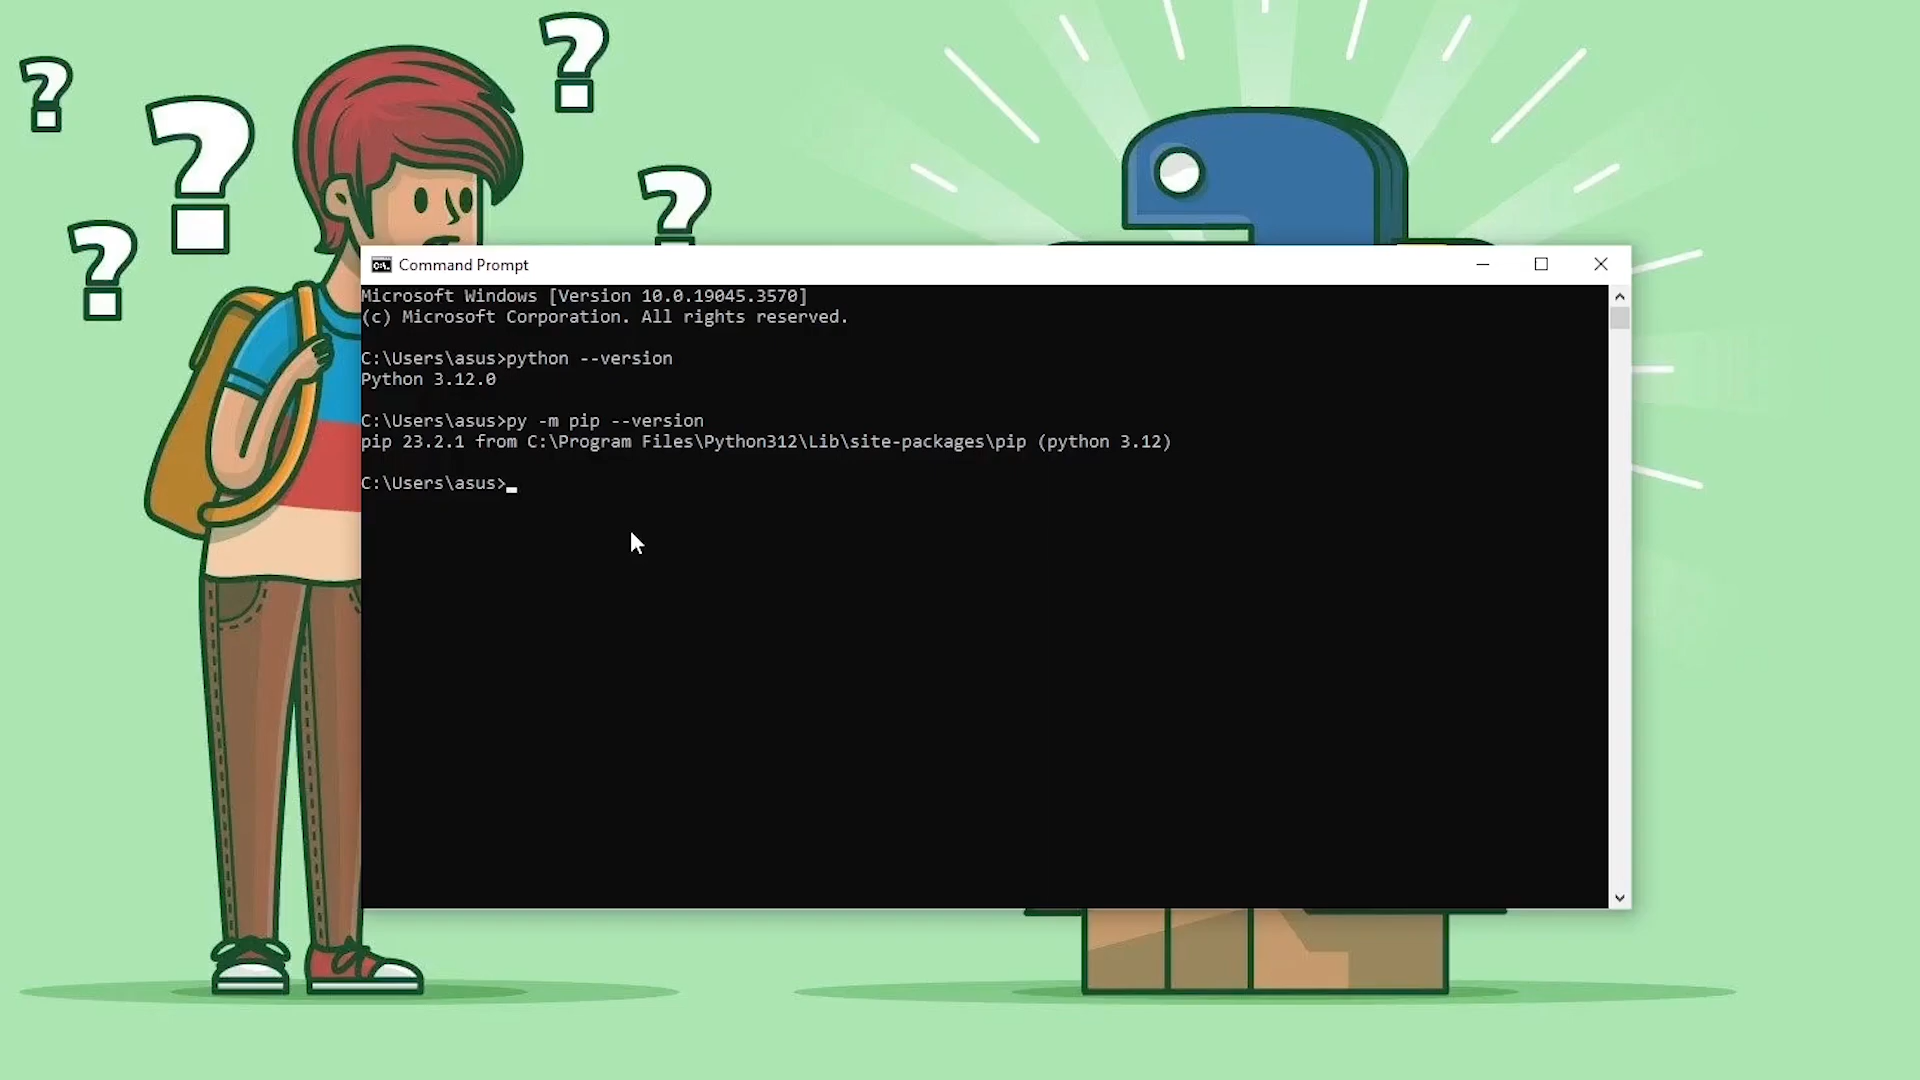 ?
?
?
?
?
Command Prompt
Microsoft Windows [Version 10.0.19045.3570]
(c) Microsoft Corporation. All rights reserved.
C:\Users\asus>python --version
Python 3.12.0
C:\Users\asus>py -m pip --version
pip 23.2.1 from C:\Program Files\Python312\Lib\site-packages\pip (python 3.12)
C:\Users\asus>